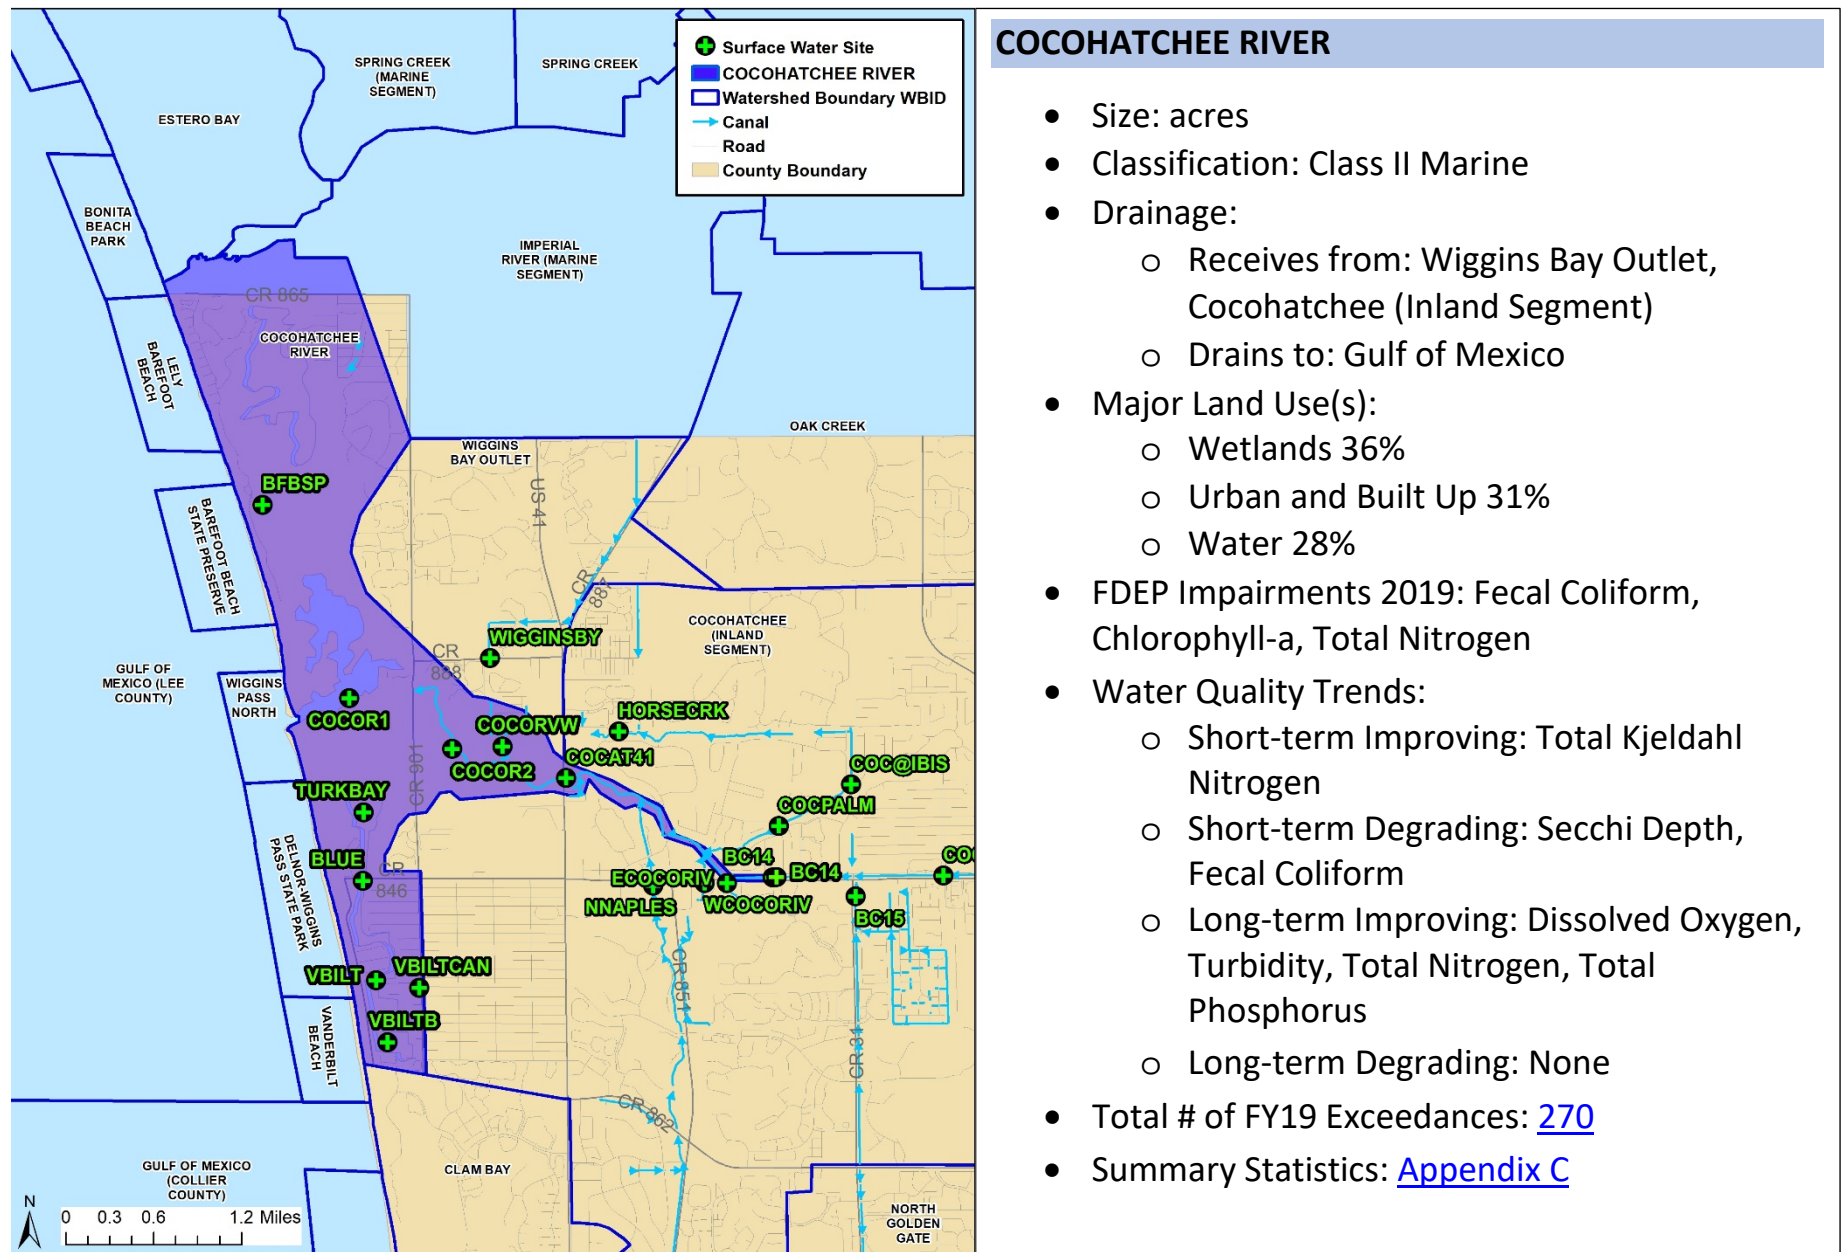 Surface Water Site
COCOHATCHEE RIVER
Watershed Boundary WBID
Canal
Road
County Boundary
SPRING CREEK
(MARINE
SEGMENT)
SPRING CREEK
ESTERO BAY
BONITA
BEACH
PARK
IMPERIAL
RIVER (MARINE
SEGMENT)
CR 865
COCOHATCHEE
RIVER
LELY
BAREFOOT
BEACH
OAK CREEK
WIGGINS
BAY OUTLET
US 41
BFBSP
BAREFOOT BEACH
STATE PRESERVE
CR
887
COCOHATCHEE
(INLAND
SEGMENT)
WIGGINSBY
CR
888
GULF OF
MEXICO (LEE
COUNTY)
WIGGINS
PASS
NORTH
COCOR1
COCORVW
HORSECRK
COCOR2
COCAT41
COC@IBIS
CR 901
TURKBAY
COCPALM
DELNOR-WIGGINS
PASS STATE PARK
BLUE
CR
846
BC14
BC14
ECOCORIV
NNAPLES
WCOCORIV
BC15
VBILT
VBILTCAN
CR 851
VBILTB
VANDERBILT
BEACH
CR 31
CR 862
GULF OF MEXICO
(COLLIER
COUNTY)
CLAM BAY
NORTH
GOLDEN
GATE
N
0 0.3 0.6 1.2 Miles
COCOHATCHEE RIVER
• Size: acres
• Classification: Class II Marine
• Drainage:
o Receives from: Wiggins Bay Outlet,
Cocohatchee (Inland Segment)
o Drains to: Gulf of Mexico
• Major Land Use(s):
o Wetlands 36%
o Urban and Built Up 31%
o Water 28%
• FDEP Impairments 2019: Fecal Coliform,
Chlorophyll-a, Total Nitrogen
• Water Quality Trends:
o Short-term Improving: Total Kjeldahl
Nitrogen
o Short-term Degrading: Secchi Depth,
Fecal Coliform
o Long-term Improving: Dissolved Oxygen,
Turbidity, Total Nitrogen, Total
Phosphorus
o Long-term Degrading: None
• Total # of FY19 Exceedances: 270
• Summary Statistics: Appendix C